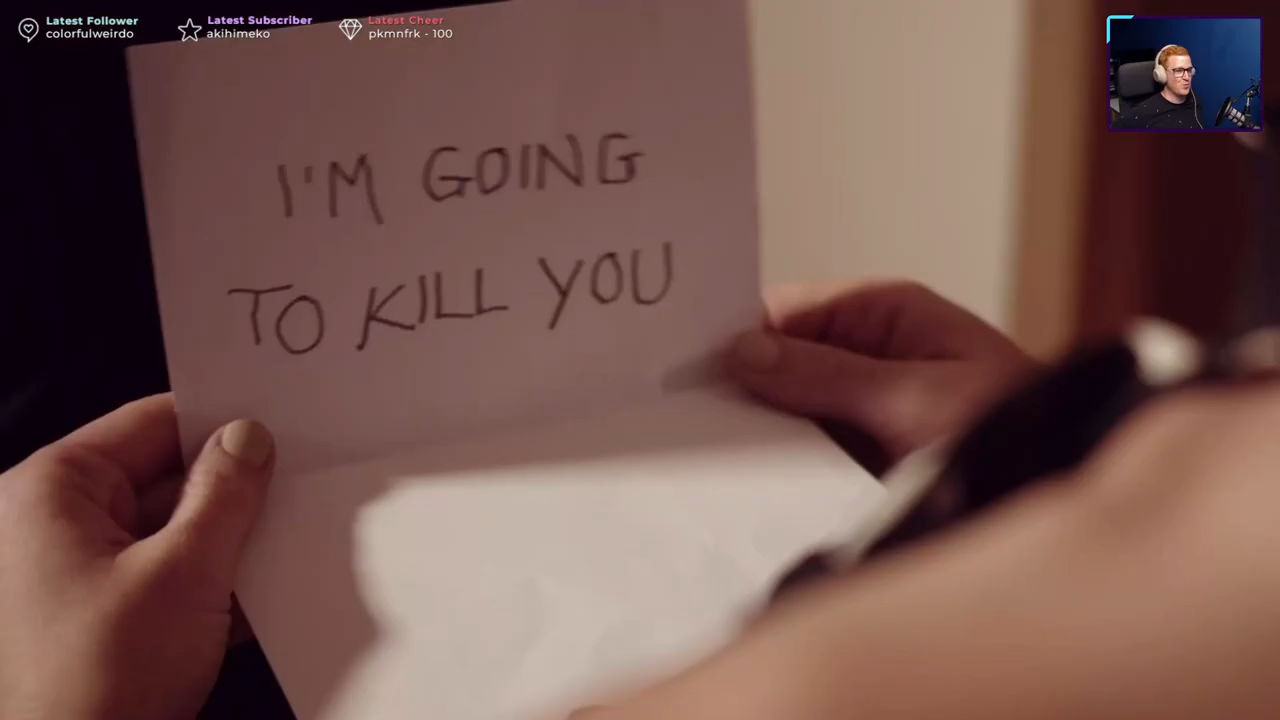 Latest Follower
colorfulweirdo
Latest Subscriber
akihimeko
Latest Cheer
pkmnfrk - 100
I'M GOING
TO KILL YOU